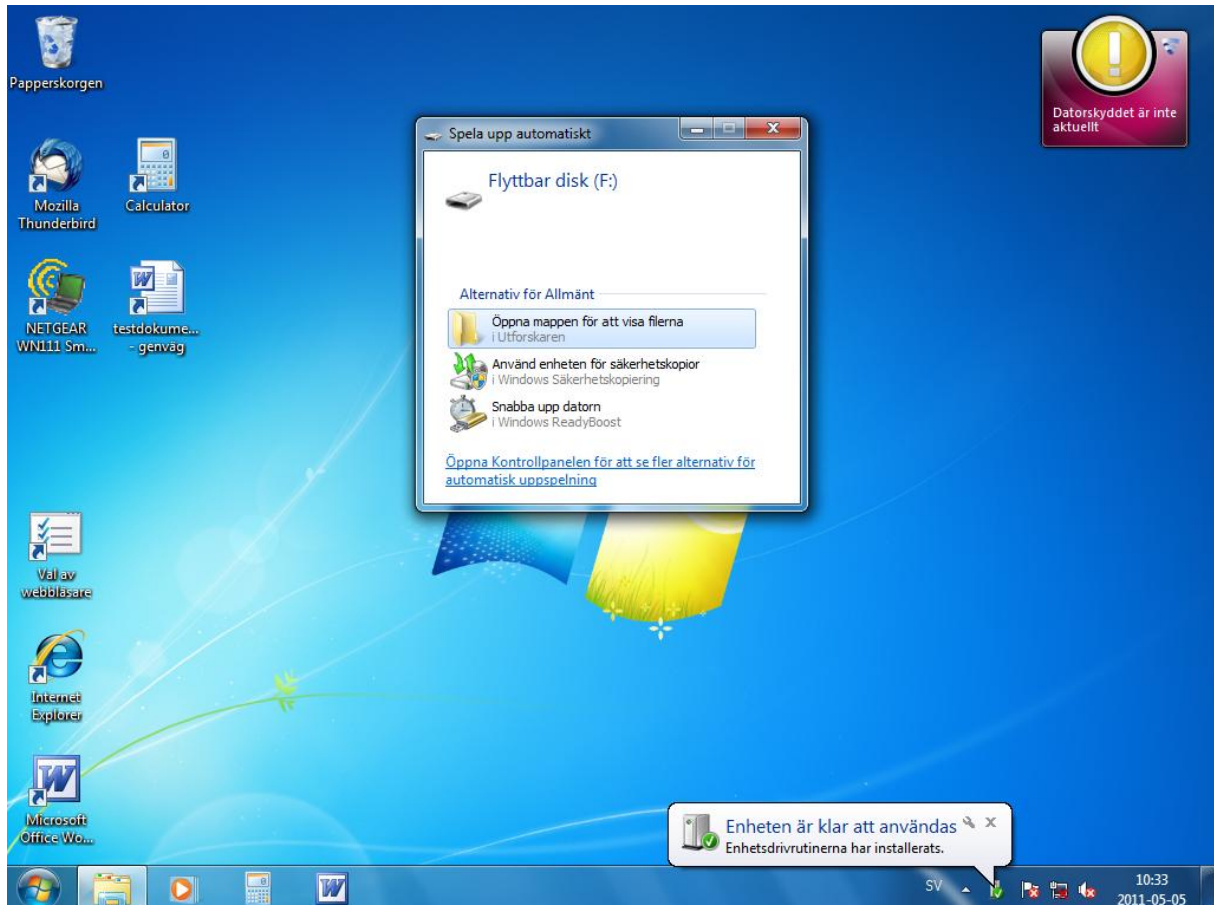 Papperskorgen
Mozilla
Thunderbird
Calculator
NETGEAR
WN111 Sm...
testdokume...
- genväg
Val av
webbläsare
Internet
Explorer
Microsoft
Office Wo...
Datorskyddet är inte
aktuellt
Spela upp automatiskt
Flyttbar disk (F:)
Alternativ för Allmänt
Öppna mappen för att visa filerna
i Utforskaren
Använd enheten för säkerhetskopior
i Windows Säkerhetskopiering
Snabba upp datorn
i Windows ReadyBoost
Öppna Kontrollpanelen för att se fler alternativ för
automatisk uppspelning
Enheten är klar att användas
Enhetsdrivrutinerna har installerats.
SV
10:33
2011-05-05